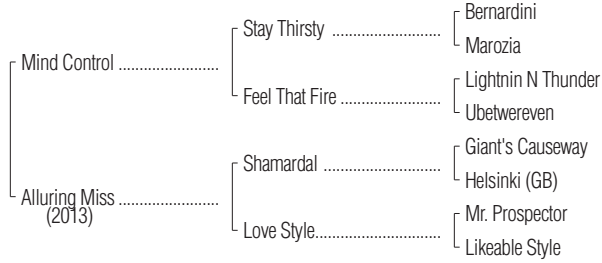 Bernardini
Stay Thirsty ........................
Marozia
Mind Control ......................
Lightnin N Thunder
Feel That Fire ......................
Ubetwereven
Giant's Causeway
Shamardal ..........................
Helsinki (GB)
Alluring Miss ......................
(2013)
Mr. Prospector
Love Style...........................
Likeable Style